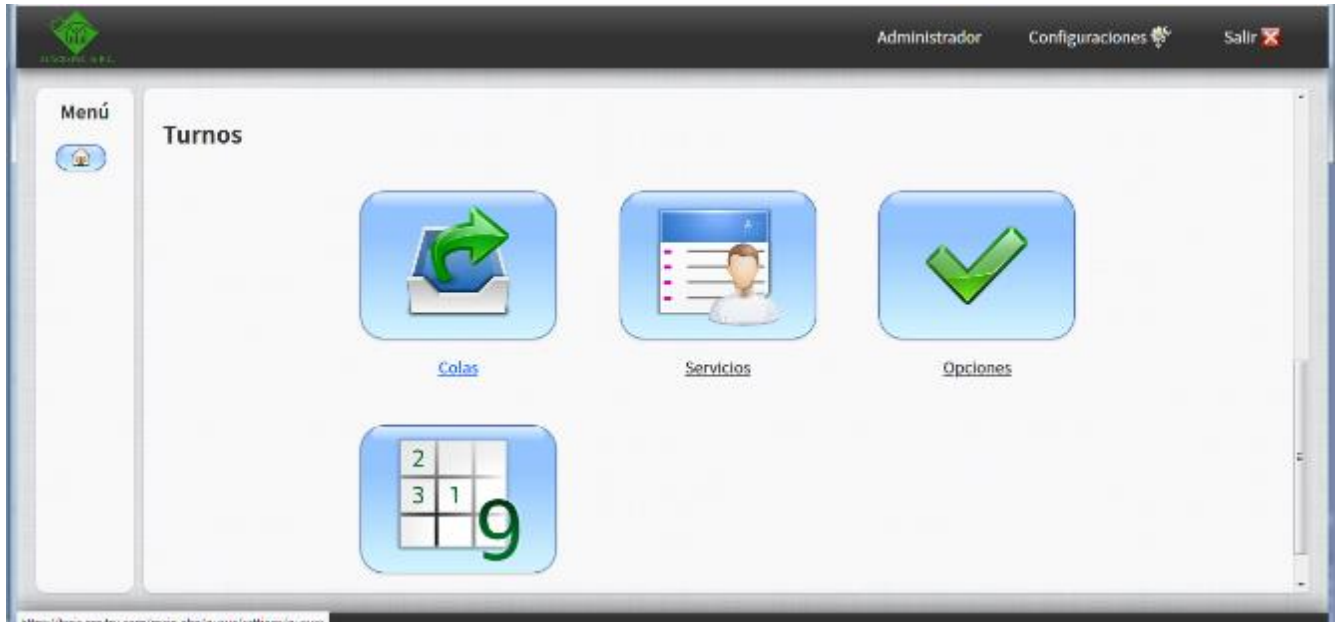 Administrador Configuraciones Salir
Menú
Turnos
Colas Servicios Opciones
2
3 1
9